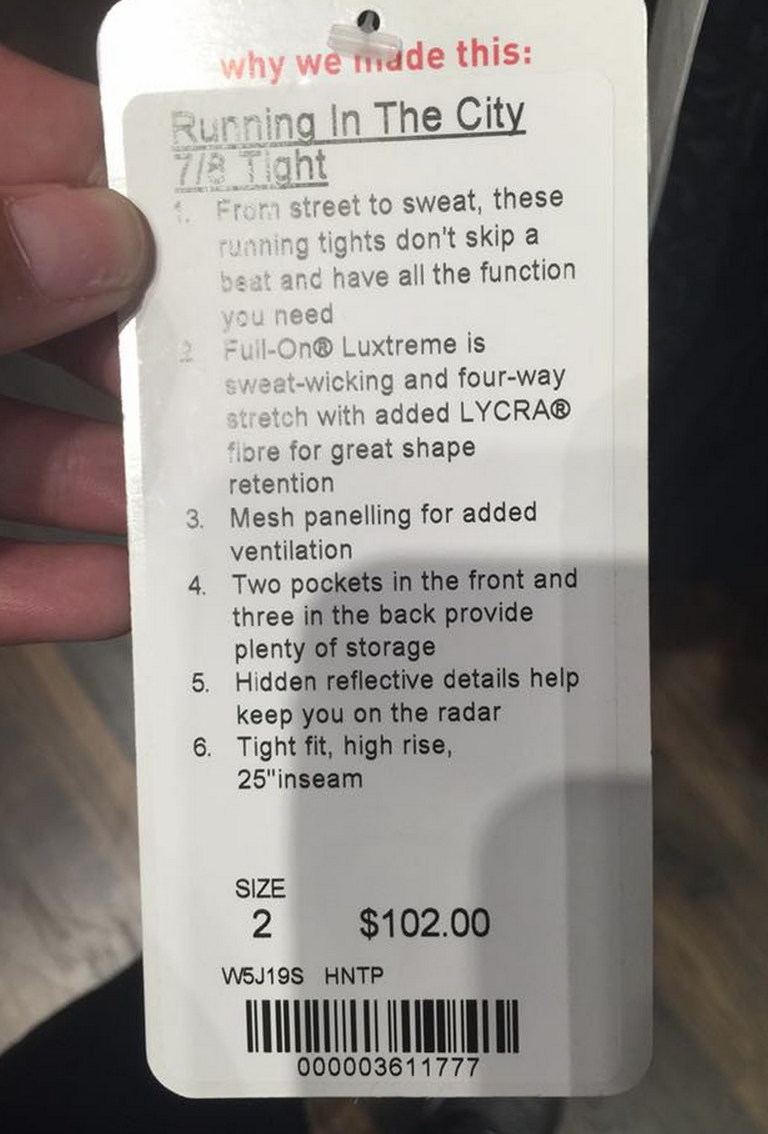 why we made this:
Running In The City
7/8 Tight
1. From street to sweat, these
running tights don't skip a
beat and have all the function
you need
2. Full-On® Luxtreme is
sweat-wicking and four-way
stretch with added LYCRA®
fibre for great shape
retention
3. Mesh panelling for added
ventilation
4. Two pockets in the front and
three in the back provide
plenty of storage
5. Hidden reflective details help
keep you on the radar
6. Tight fit, high rise,
25"inseam
SIZE
2 $102.00
W5J19S HNTP
000003611777